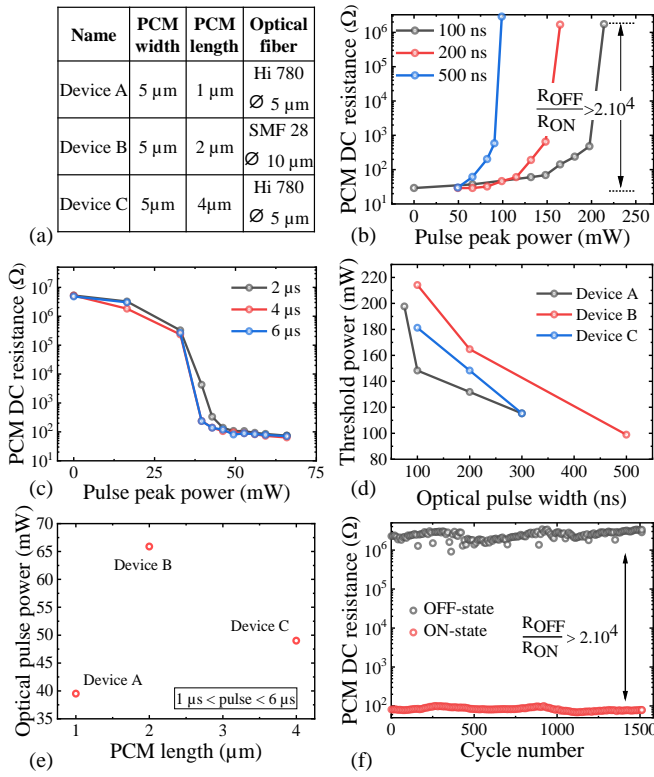 Name PCM width PCM length Optical fiber
Device A 5 µm 1 µm Hi 780 Ø 5 µm
Device B 5 µm 2 µm SMF 28 Ø 10 µm
Device C 5µm 4µm Hi 780 Ø 5 µm
(a)
PCM DC resistance (Ω)
10⁶
10⁵
10⁴
10³
10²
10¹
100 ns
200 ns
500 ns
R_OFF
R_ON
>2.10⁴
0 50 100 150 200 250
(b) Pulse peak power (mW)
PCM DC resistance (Ω)
10⁷
10⁶
10⁵
10⁴
10³
10²
10¹
2 µs
4 µs
6 µs
0 25 50 75
(c) Pulse peak power (mW)
Threshold power (mW)
220
200
180
160
140
120
100
80
Device A
Device B
Device C
100 200 300 400 500
(d) Optical pulse width (ns)
Optical pulse power (mW)
70
65
60
55
50
45
40
35
Device B
Device C
Device A
1 µs < pulse < 6 µs
1 2 3 4
(e) PCM length (µm)
PCM DC resistance (Ω)
10⁶
10⁵
10⁴
10³
10²
OFF-state
ON-state
R_OFF
R_ON
> 2.10⁴
0 500 1000 1500
(f) Cycle number